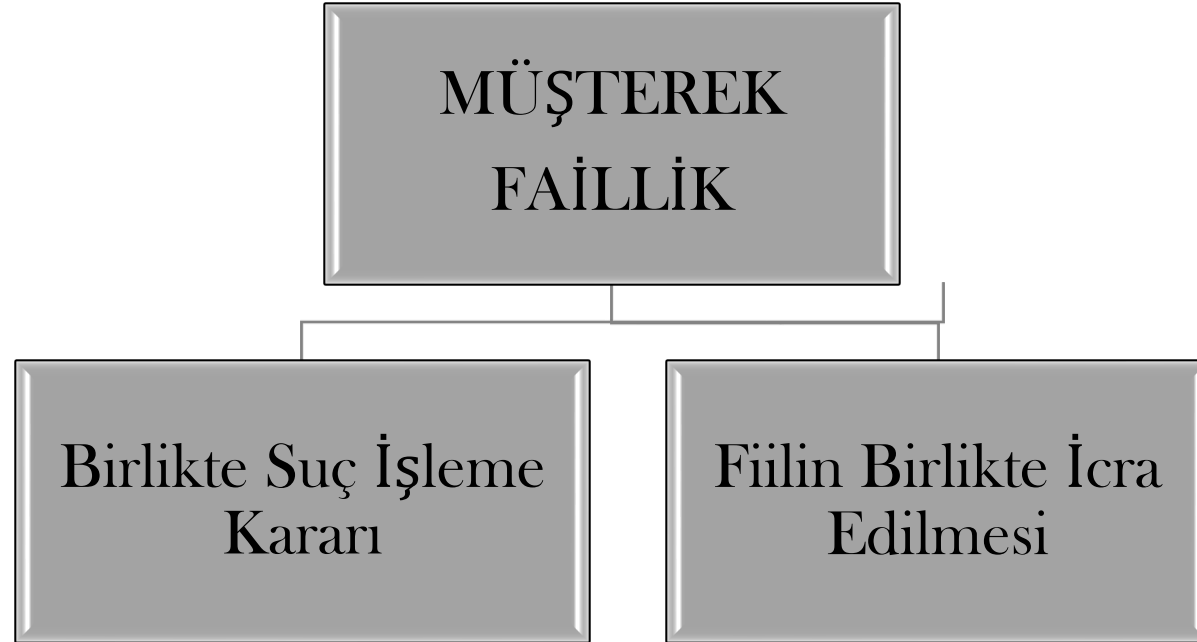 MÜŞTEREK
FAİLLİK
Birlikte Suç İşleme
Kararı
Fiilin Birlikte İcra
Edilmesi